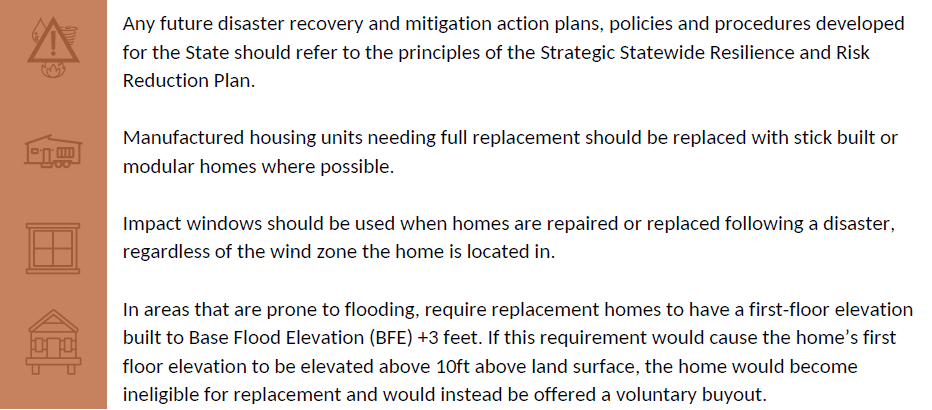 Any future disaster recovery and mitigation action plans, policies and procedures developed
for the State should refer to the principles of the Strategic Statewide Resilience and Risk
Reduction Plan.
Manufactured housing units needing full replacement should be replaced with stick built or
modular homes where possible.
Impact windows should be used when homes are repaired or replaced following a disaster,
regardless of the wind zone the home is located in.
In areas that are prone to flooding, require replacement homes to have a first-floor elevation
built to Base Flood Elevation (BFE) +3 feet. If this requirement would cause the home’s first
floor elevation to be elevated above 10ft above land surface, the home would become
ineligible for replacement and would instead be offered a voluntary buyout.